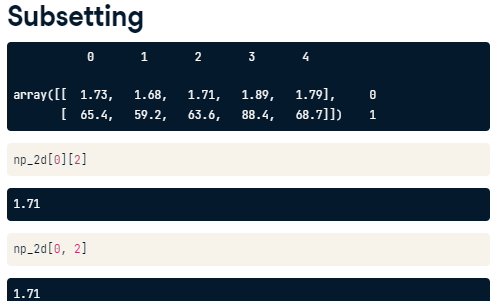 Subsetting
0 1 2 3 4
array([[ 1.73, 1.68, 1.71, 1.89, 1.79], 0
[ 65.4, 59.2, 63.6, 88.4, 68.7]]) 1
np_2d[0][2]
1.71
np_2d[0, 2]
1.71